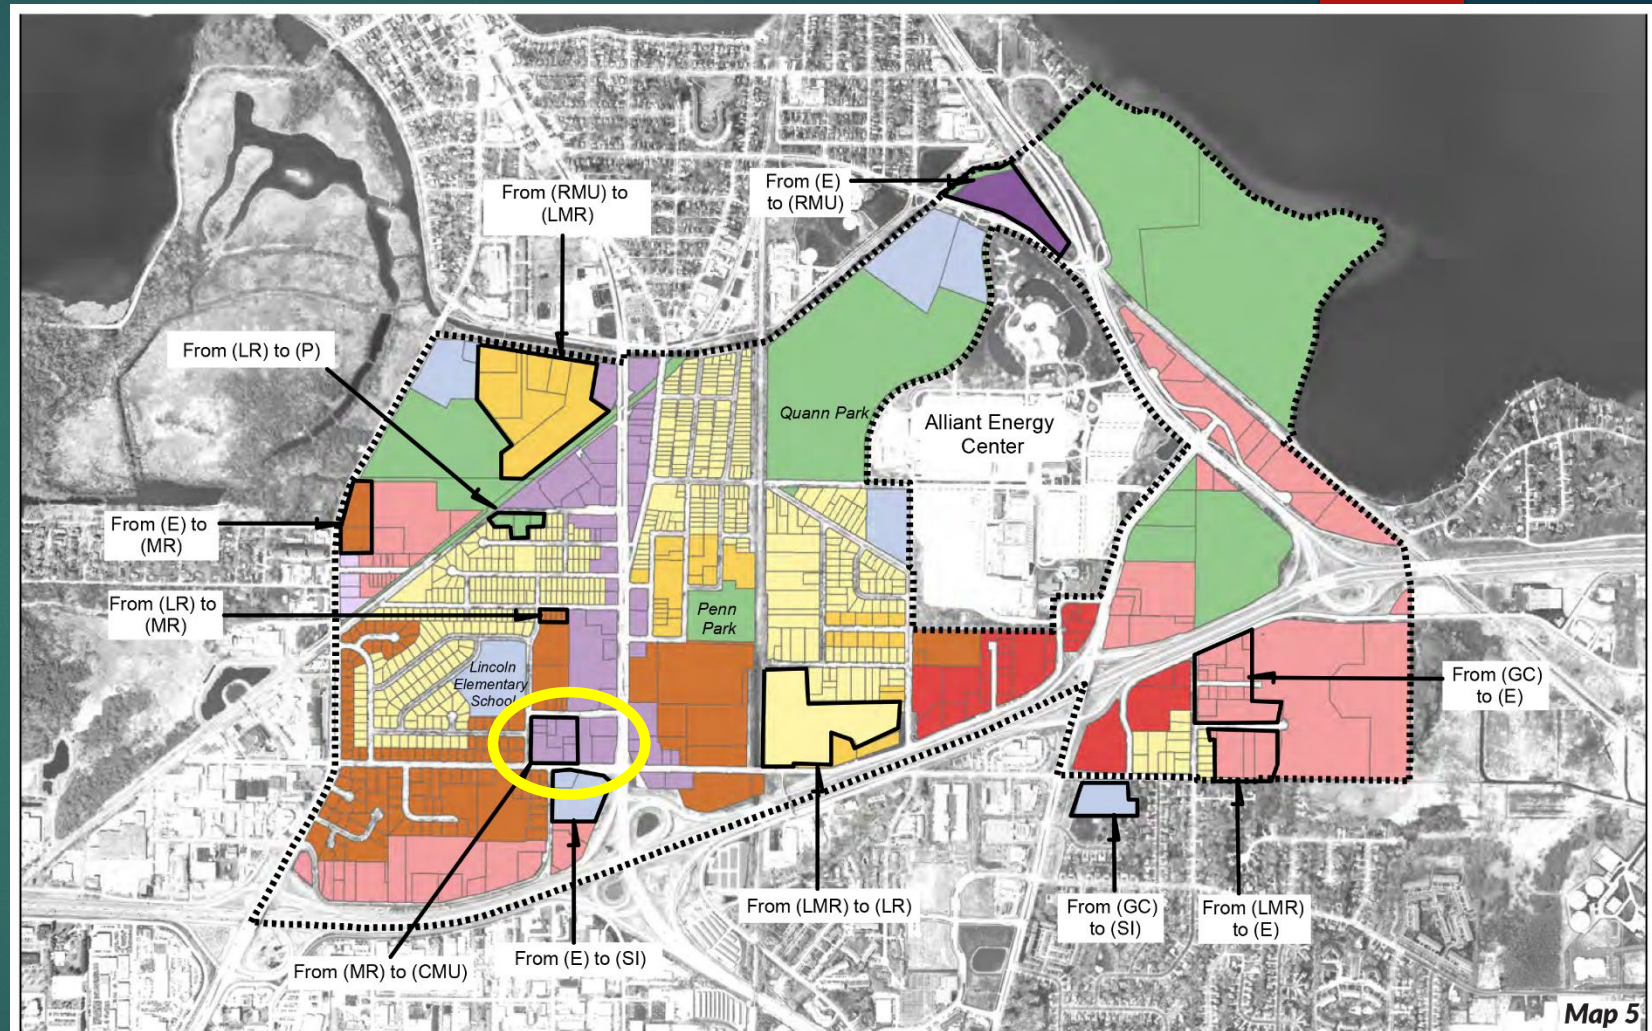 From (E)
to (RMU)
From (RMU) to
(LMR)
From (LR) to (P)
Quann Park
Alliant Energy
Center
From (E) to
(MR)
From (LR) to
(MR)
Penn
Park
Lincoln
Elementary
School
From (GC)
to (E)
From (LMR) to (LR)
From (GC)
to (SI)
From (LMR)
to (E)
From (E) to (SI)
From (MR) to (CMU)
Map 5